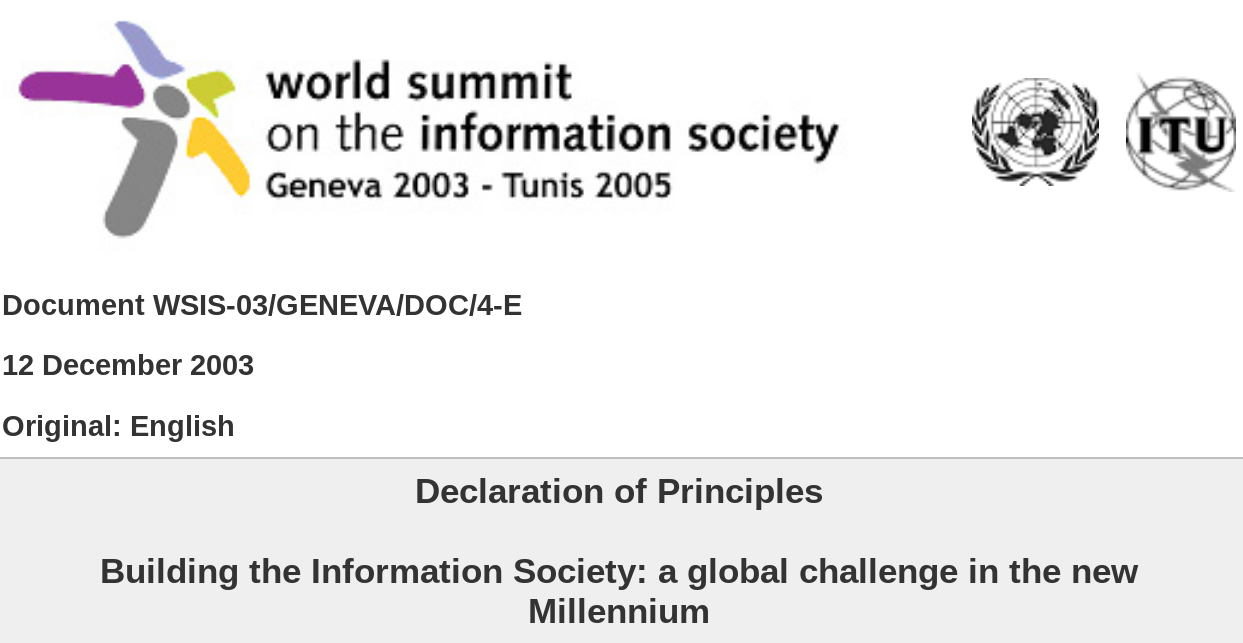 world summit
on the information society
Geneva 2003 - Tunis 2005
ITU
Document WSIS-03/GENEVA/DOC/4-E
12 December 2003
Original: English
Declaration of Principles
Building the Information Society: a global challenge in the new
Millennium